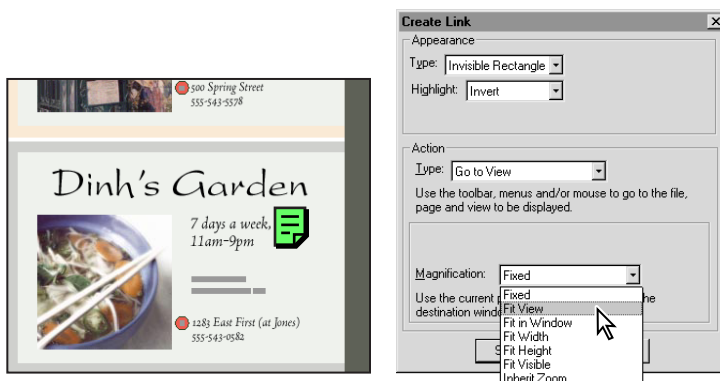 500 Spring Street
555-543-5578
Dinh's Garden
7 days a week,
11am-9pm
1283 East First (at Jones)
555-543-0582
Create Link
Appearance
Type: Invisible Rectangle
Highlight: Invert
Action
Type: Go to View
Use the toolbar, menus and/or mouse to go to the file,
page and view to be displayed.
Magnification: Fixed
Use the current
destination
Fixed
Fit View
Fit in Window
Fit Width
Fit Height
Fit Visible
Inherit Zoom